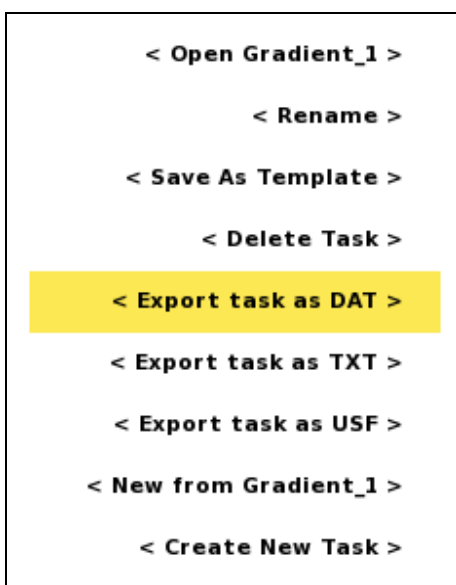 < Open Gradient_1 >
< Rename >
< Save As Template >
< Delete Task >
< Export task as DAT >
< Export task as TXT >
< Export task as USF >
< New from Gradient_1 >
< Create New Task >